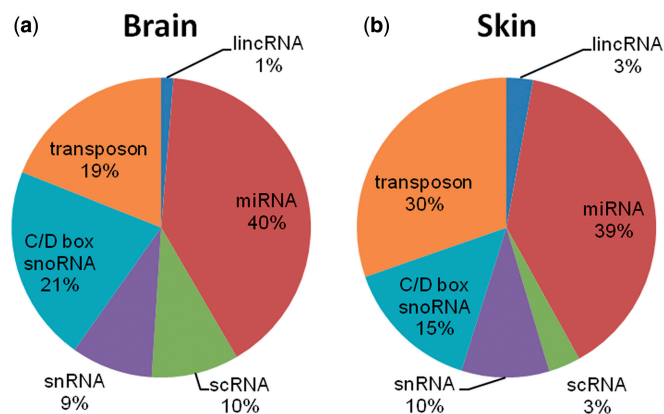 (a) Brain
lincRNA
1%
miRNA
40%
scRNA
10%
snRNA
9%
C/D box
snoRNA
21%
transposon
19%
(b) Skin
lincRNA
3%
miRNA
39%
scRNA
3%
snRNA
10%
C/D box
snoRNA
15%
transposon
30%